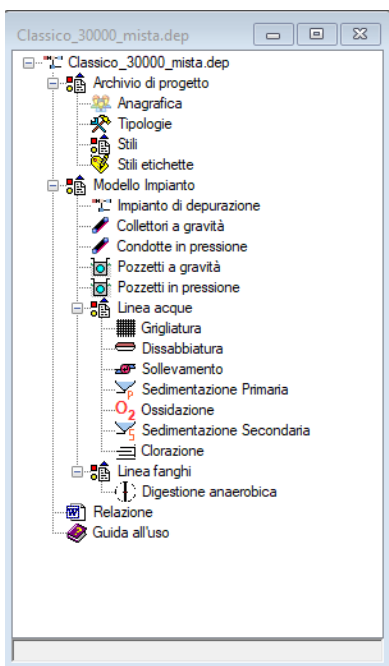 Classico_30000_mista.dep
Classico_30000_mista.dep
Archivio di progetto
Anagrafica
Tipologie
Stili
Stili etichette
Modello Impianto
Impianto di depurazione
Collettori a gravità
Condotte in pressione
Pozzetti a gravità
Pozzetti in pressione
Linea acque
Grigliatura
Dissabbiatura
Sollevamento
P Sedimentazione Primaria
O2 Ossidazione
S Sedimentazione Secondaria
Clorazione
Linea fanghi
Digestione anaerobica
W Relazione
? Guida all'uso